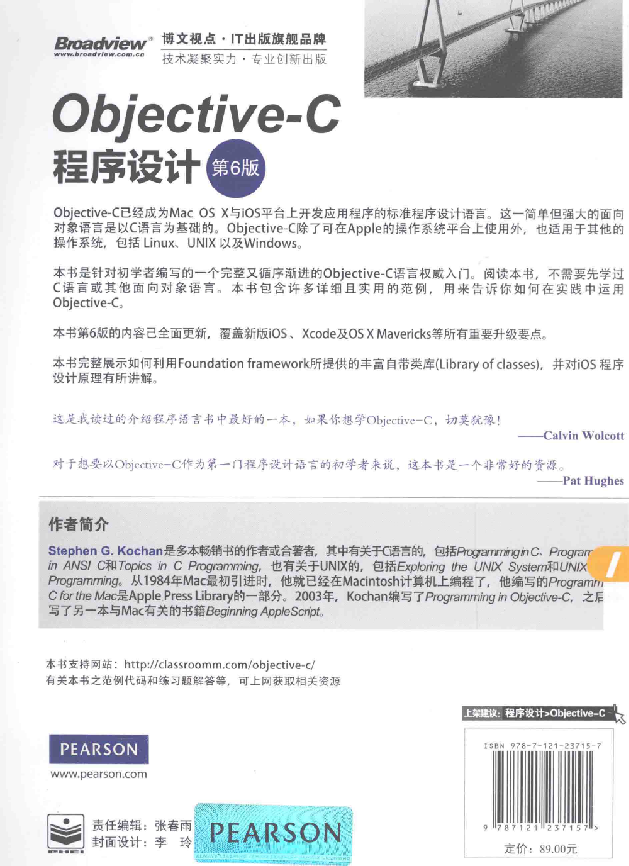 Broadview®
www.broadview.com.cn
博文视点·IT出版旗舰品牌
技术凝聚实力·专业创新出版
Objective-C
程序设计 第6版
Objective-C已经成为Mac OS X与iOS平台上开发应用程序的标准程序设计语言。这一简单但强大的面向
对象语言是以C语言为基础的。Objective-C除了可在Apple的操作系统平台上使用外，也适用于其他的
操作系统，包括 Linux、UNIX 以及Windows。
本书是针对初学者编写的一个完整又循序渐进的Objective-C语言权威入门。阅读本书，不需要先学过
C语言或其他面向对象语言。本书包含许多详细且实用的范例，用来告诉你如何在实践中运用
Objective-C。
本书第6版的内容已全面更新，覆盖新版iOS、Xcode及OS X Mavericks等所有重要升级要点。
本书完整展示如何利用Foundation framework所提供的丰富自带类库(Library of classes)，并对iOS 程序
设计原理有所讲解。
这是我读过的介绍程序语言书中最好的一本，如果你想学Objective-C，切莫犹豫！
——Calvin Wolcott
对于想要以Objective-C作为第一门程序设计语言的初学者来说，这本书是一个非常好的资源。
——Pat Hughes
作者简介
Stephen G. Kochan是多本畅销书的作者或合著者，其中有关于C语言的，包括Programming in C、Program
in ANSI C和Topics in C Programming，也有关于UNIX的，包括Exploring the UNIX System和UNIX
Programming。从1984年Mac最初引进时，他就已经在Macintosh计算机上编程了，他编写的Programm
C for the Mac是Apple Press Library的一部分。2003年，Kochan编写了Programming in Objective-C，之后
写了另一本与Mac有关的书籍Beginning AppleScript。
本书支持网站：http://classroomm.com/objective-c/
有关本书之范例代码和练习题解答等，可上网获取相关资源
上架建议：程序设计>Objective-C
ISBN 978-7-121-23715-7
9 787121 237157 >
定价：89.00元
PEARSON
www.pearson.com
责任编辑：张春雨
封面设计：李 玲
PEARSON